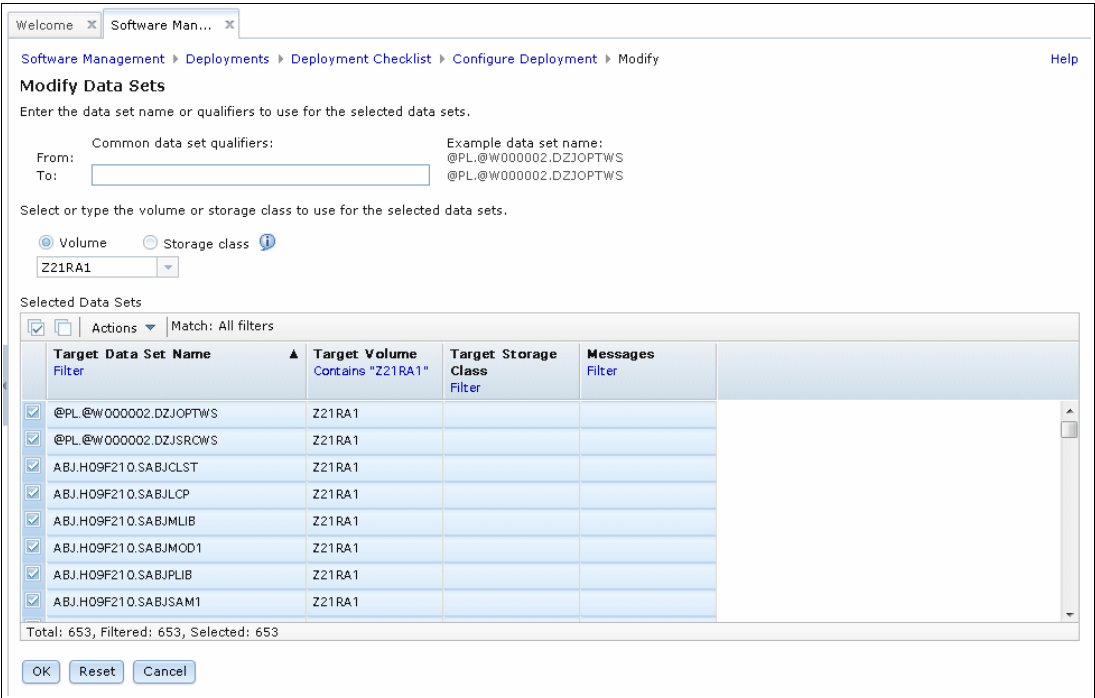 Welcome x Software Man... x
Software Management Deployments Deployment Checklist Configure Deployment Modify Help
Modify Data Sets
Enter the data set name or qualifiers to use for the selected data sets.
Common data set qualifiers: Example data set name:
From: @PL.@W000002.DZJOPTWS
To: @PL.@W000002.DZJOPTWS
Select or type the volume or storage class to use for the selected data sets.
Volume Storage class i
Z21RA1
Selected Data Sets
Actions Match: All filters
Target Data Set Name Target Volume Target Storage Messages
Filter Contains "Z21RA1" Class Filter
Filter
@PL.@W000002.DZJOPTWS Z21RA1
@PL.@W000002.DZJSRCWS Z21RA1
ABJ.H09F210.SABJCLST Z21RA1
ABJ.H09F210.SABJLCP Z21RA1
ABJ.H09F210.SABJMLIB Z21RA1
ABJ.H09F210.SABJMOD1 Z21RA1
ABJ.H09F210.SABJPLIB Z21RA1
ABJ.H09F210.SABJSAM1 Z21RA1
Total: 653, Filtered: 653, Selected: 653
OK Reset Cancel